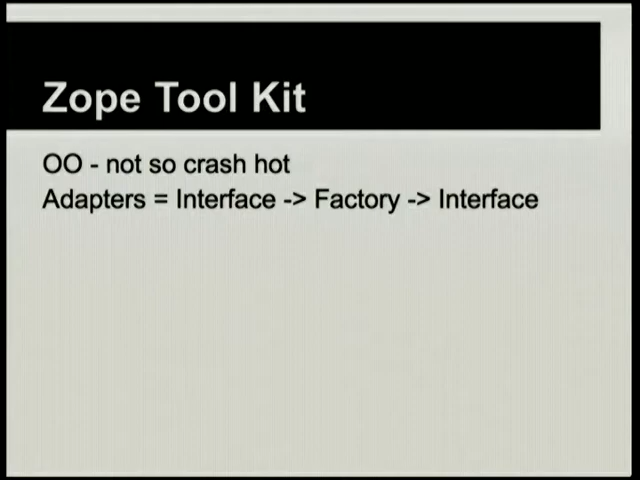 Zope Tool Kit
OO - not so crash hot
Adapters = Interface -> Factory -> Interface